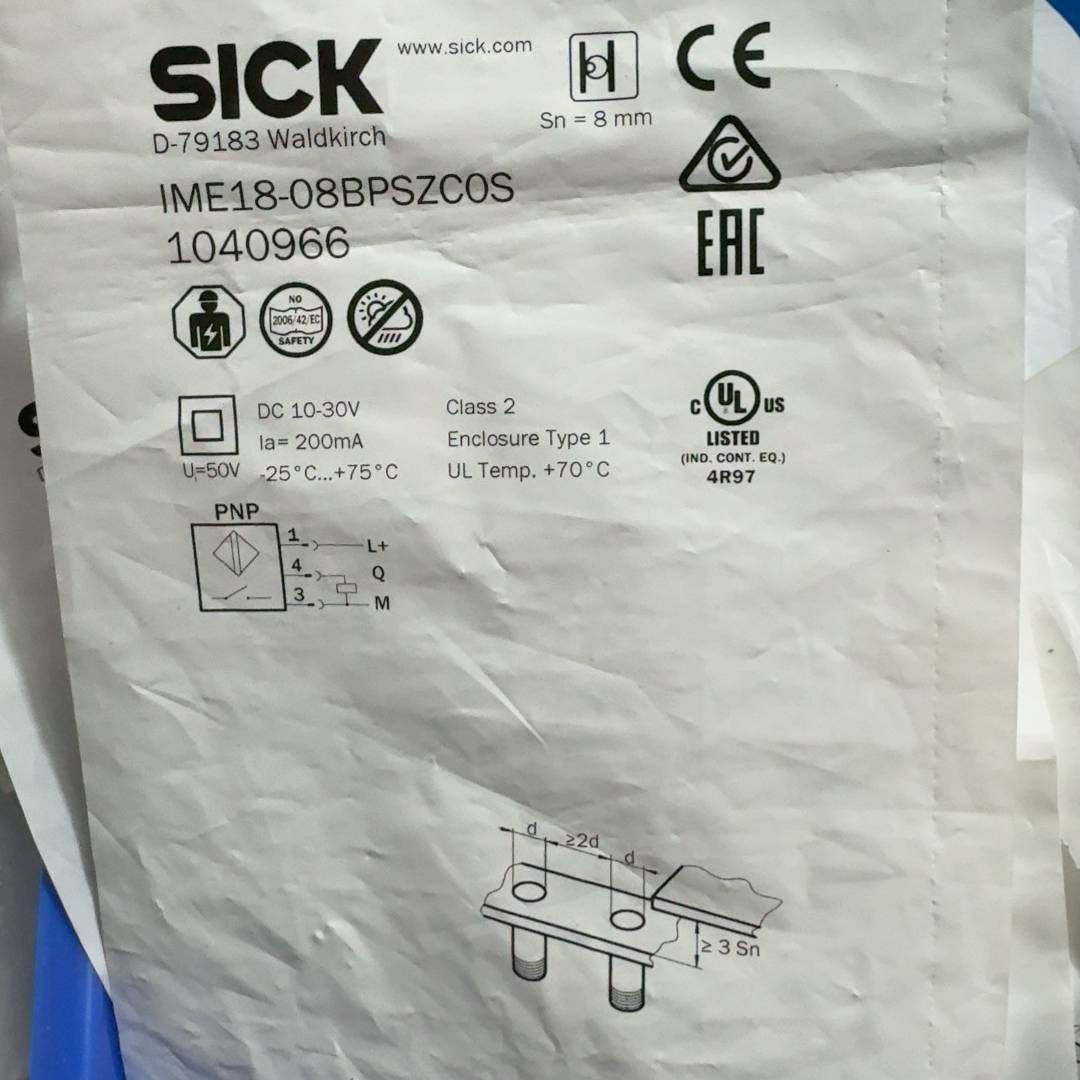 SICK www.sick.com
D-79183 Waldkirch
Sn = 8 mm
CE
IME18-08BPSZC0S
1040966
EAC
NO
2006/42/EC
SAFETY
DC 10-30V
Ia= 200mA
Ui=50V -25°C...+75°C
Class 2
Enclosure Type 1
UL Temp. +70°C
C UL US
LISTED
(IND. CONT. EQ.)
4R97
PNP
1 L+
4 Q
3 M
d ≥2d d
≥ 3 Sn